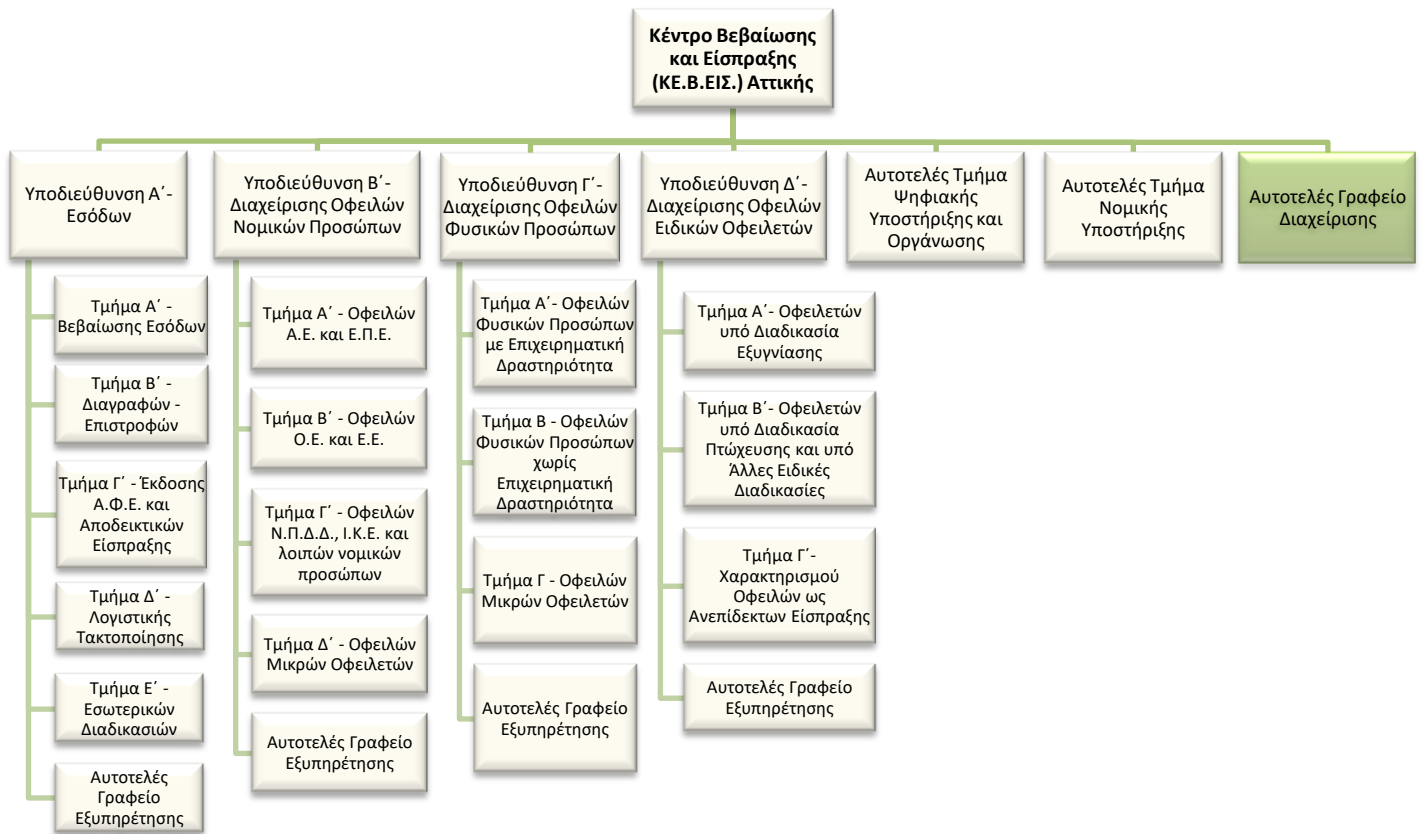 Κέντρο Βεβαίωσης
και Είσπραξης
(ΚΕ.Β.ΕΙΣ.) Αττικής
Υποδιεύθυνση Α΄-
Εσόδων
Τμήμα Α΄ -
Βεβαίωσης Εσόδων
Τμήμα Β΄ -
Διαγραφών -
Επιστροφών
Τμήμα Γ΄ - Έκδοσης
Α.Φ.Ε. και
Αποδεικτικών
Είσπραξης
Τμήμα Δ΄ -
Λογιστικής
Τακτοποίησης
Τμήμα Ε΄ -
Εσωτερικών
Διαδικασιών
Αυτοτελές
Γραφείο
Εξυπηρέτησης
Υποδιεύθυνση Β΄-
Διαχείρισης Οφειλών
Νομικών Προσώπων
Τμήμα Α΄ - Οφειλών
Α.Ε. και Ε.Π.Ε.
Τμήμα Β΄ - Οφειλών
Ο.Ε. και Ε.Ε.
Τμήμα Γ΄ - Οφειλών
Ν.Π.Δ.Δ., Ι.Κ.Ε. και
λοιπών νομικών
προσώπων
Τμήμα Δ΄ - Οφειλών
Μικρών Οφειλετών
Αυτοτελές Γραφείο
Εξυπηρέτησης
Υποδιεύθυνση Γ΄-
Διαχείρισης Οφειλών
Φυσικών Προσώπων
Τμήμα Α΄- Οφειλών
Φυσικών Προσώπων
με Επιχειρηματική
Δραστηριότητα
Τμήμα Β - Οφειλών
Φυσικών Προσώπων
χωρίς
Επιχειρηματική
Δραστηριότητα
Τμήμα Γ - Οφειλών
Μικρών Οφειλετών
Αυτοτελές Γραφείο
Εξυπηρέτησης
Υποδιεύθυνση Δ΄-
Διαχείρισης Οφειλών
Ειδικών Οφειλετών
Τμήμα Α΄- Οφειλετών
υπό Διαδικασία
Εξυγνίασης
Τμήμα Β΄- Οφειλετών
υπό Διαδικασία
Πτώχευσης και υπό
Άλλες Ειδικές
Διαδικασίες
Τμήμα Γ΄-
Χαρακτηρισμού
Οφειλών ως
Ανεπίδεκτων Είσπραξης
Αυτοτελές Γραφείο
Εξυπηρέτησης
Αυτοτελές Τμήμα
Ψηφιακής
Υποστήριξης και
Οργάνωσης
Αυτοτελές Τμήμα
Νομικής
Υποστήριξης
Αυτοτελές Γραφείο
Διαχείρισης